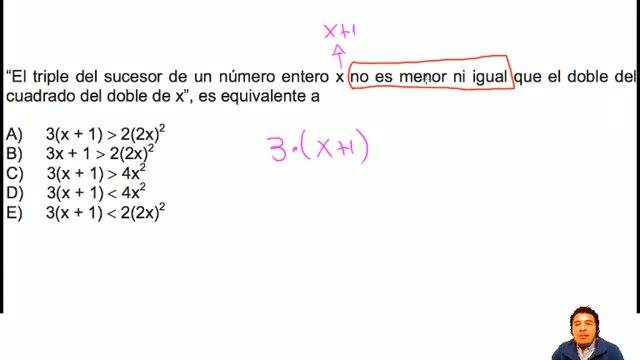 x+1
"El triple del sucesor de un número entero x no es menor ni igual que el doble del
cuadrado del doble de x", es equivalente a
A) 3(x + 1) > 2(2x)²
B) 3x + 1 > 2(2x)²
C) 3(x + 1) > 4x²
D) 3(x + 1) < 4x²
E) 3(x + 1) < 2(2x)²
3·(x+1)